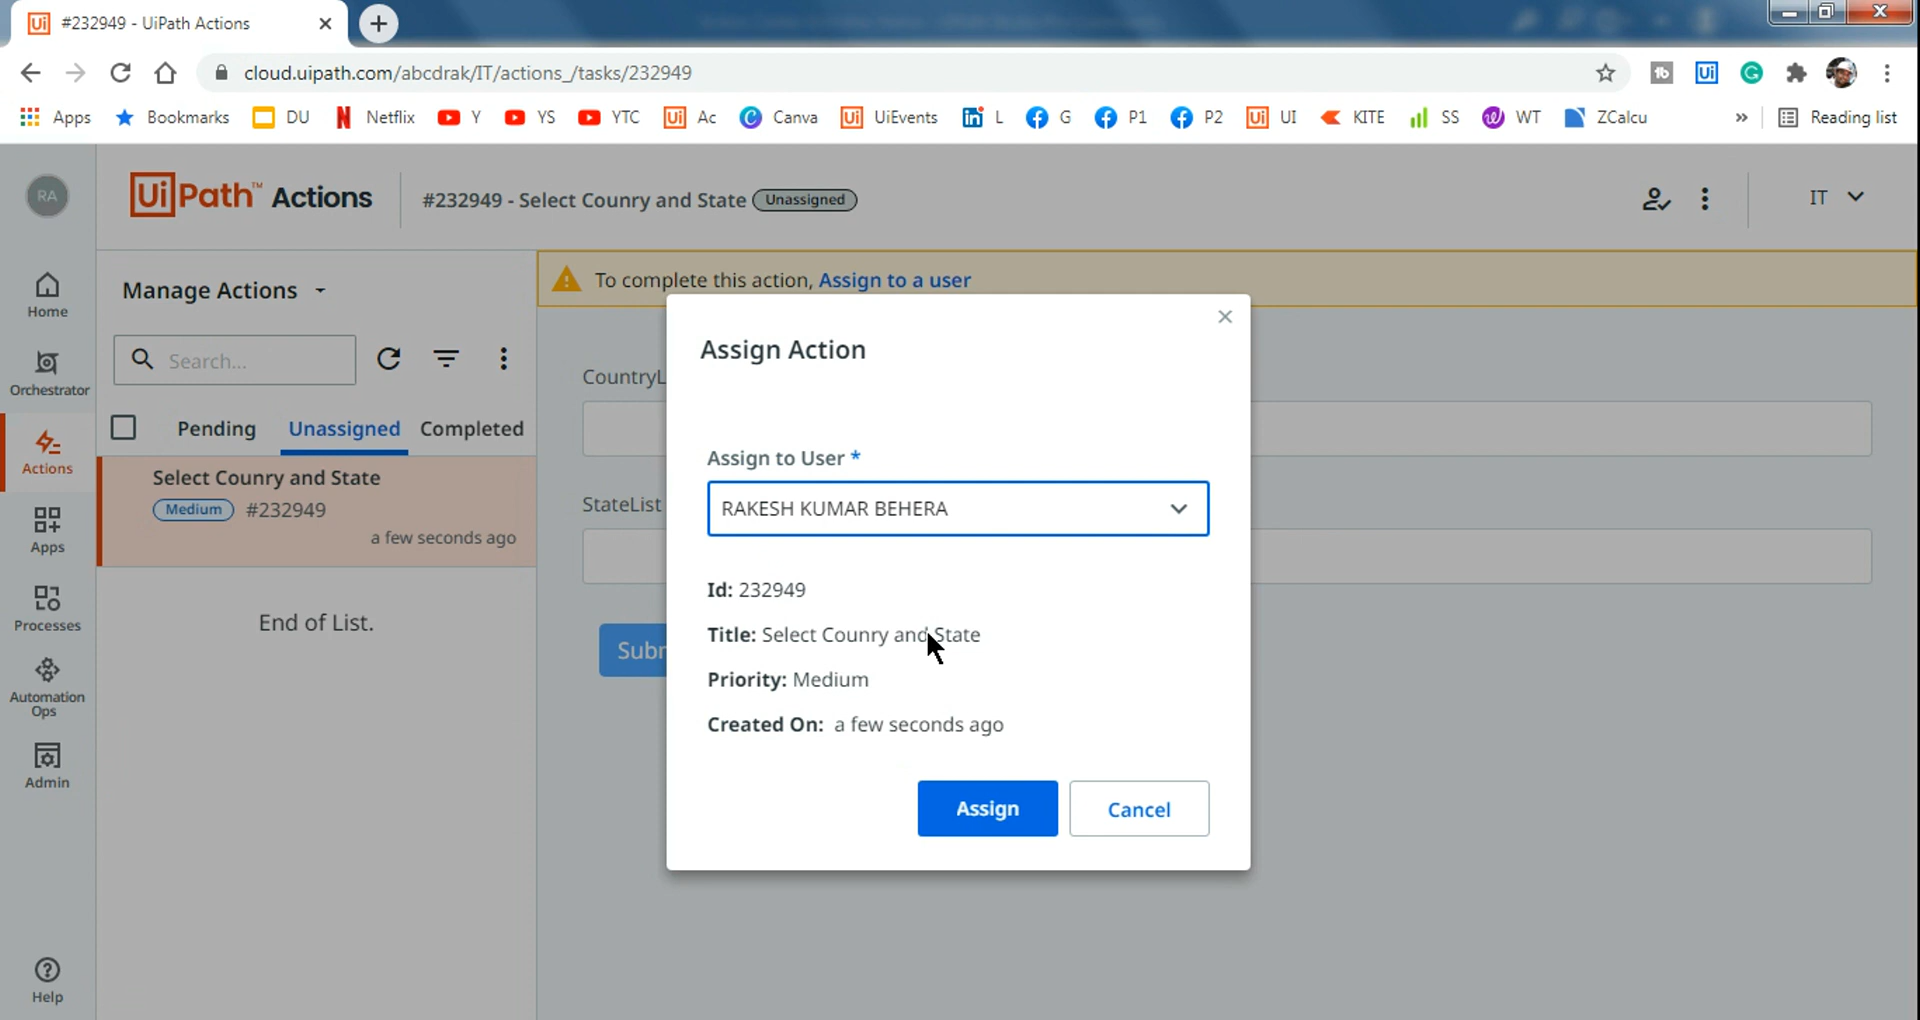 #232949 - UiPath Actions
cloud.uipath.com/abcdrak/IT/actions_/tasks/232949
Apps Bookmarks DU Netflix Y YS YTC Ac Canva UiEvents L G P1 P2 UI KITE SS WT ZCalcu » Reading list
RA
UiPath™ Actions
#232949 - Select Counry and State Unassigned
IT
Home
Orchestrator
Actions
Apps
Processes
Automation Ops
Admin
Help
Manage Actions
Search...
Pending Unassigned Completed
Select Counry and State
Medium #232949
a few seconds ago
End of List.
To complete this action, Assign to a user
CountryL
StateList
Subr
Assign Action
Assign to User *
RAKESH KUMAR BEHERA
Id: 232949
Title: Select Counry and State
Priority: Medium
Created On: a few seconds ago
Assign Cancel